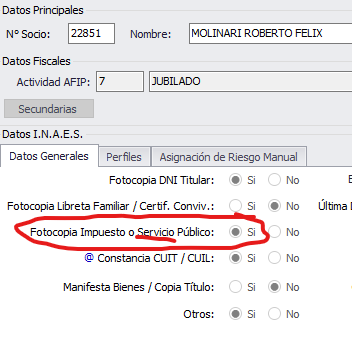 Datos Principales
N° Socio: 22851 Nombre: MOLINARI ROBERTO FELIX
Datos Fiscales
Actividad AFIP: 7 JUBILADO
Secundarias
Datos I.N.A.E.S.
Datos Generales Perfiles Asignación de Riesgo Manual
Fotocopia DNI Titular: Si No
Fotocopia Libreta Familiar / Certif. Conviv.: Si No Última
Fotocopia Impuesto o Servicio Público: Si No
@ Constancia CUIT / CUIL: Si No
Manifesta Bienes / Copia Título: Si No
Otros: Si No